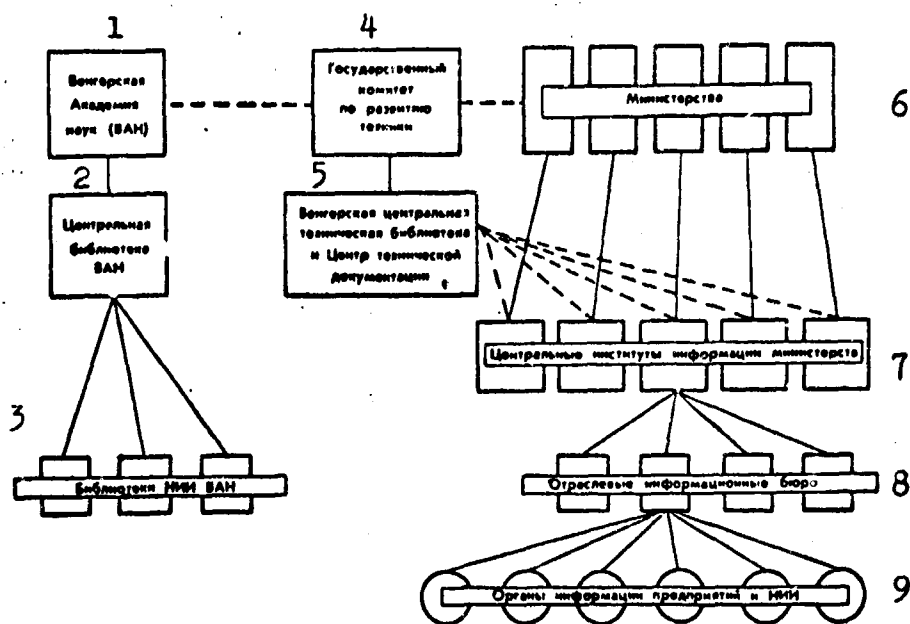 1
Венгерская
Академия
наук (ВАН)
2
Центральная
библиотека
ВАН
3
Библиотеки НИИ ВАН
4
Государственный
комитет
по развитию
техники
5
Венгерская центральная
техническая библиотека
и Центр технической
документации
Министерства
6
Центральные институты информации министерств
7
Отраслевые информационные бюро
8
Органы информации предприятий и НИИ
9